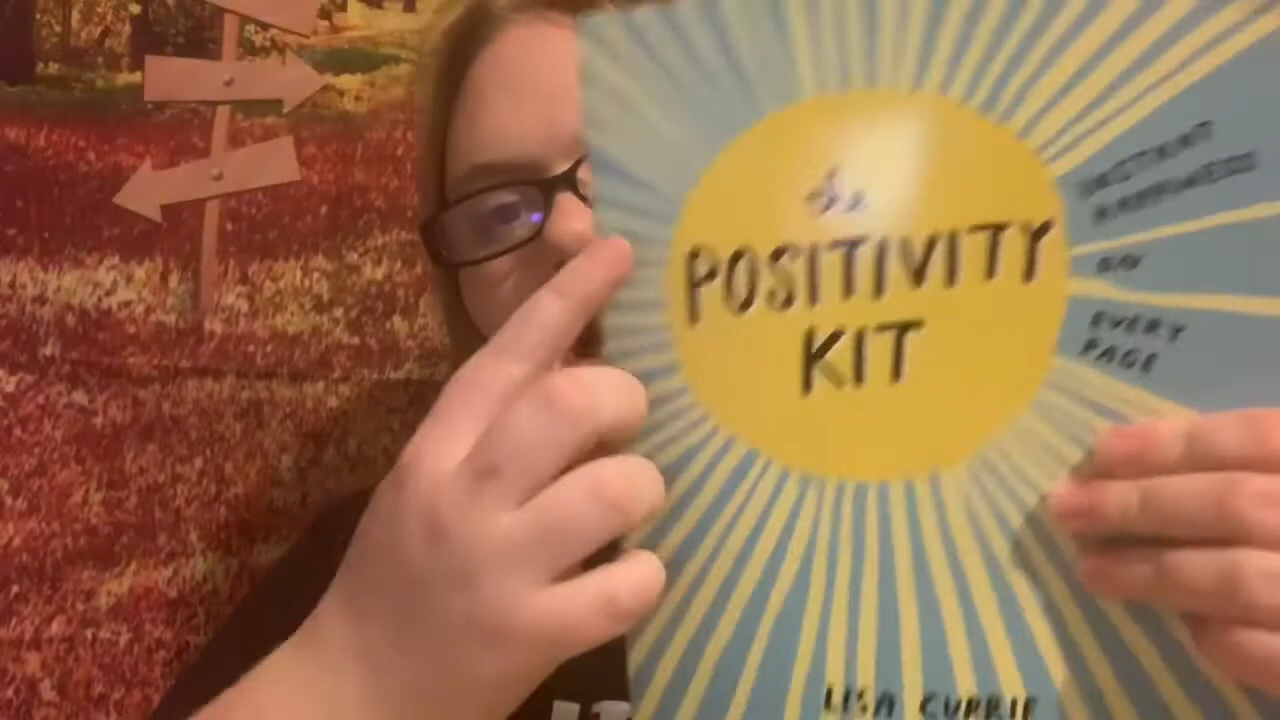 the
POSITIVITY
KIT
INSTANT
HAPPINESS
ON
EVERY
PAGE
LISA CURRIE